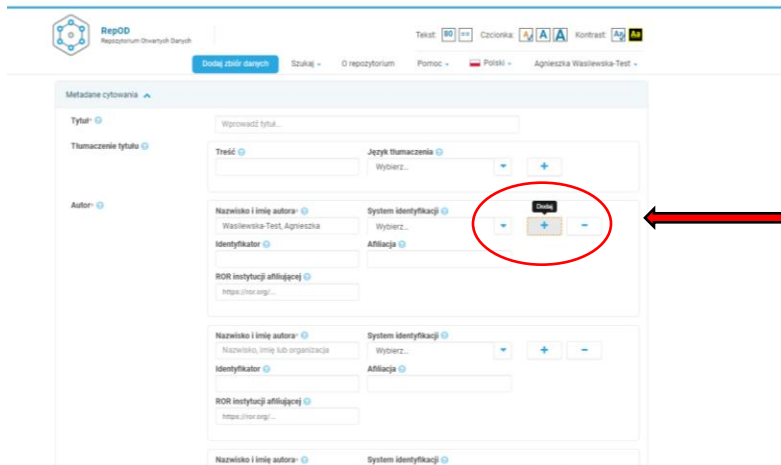 RepOD
Repozytorium Otwartych Danych
Tekst: Czcionka: A A A Kontrast: Aa Aa
Dodaj zbiór danych Szukaj O repozytorium Pomoc Polski Agnieszka Wasilewska-Test
Metadane cytowania
Tytuł*
Wprowadź tytuł...
Tłumaczenie tytułu
Treść Język tłumaczenia
Wybierz... +
Autor*
Dodaj
Nazwisko i imię autora* System identyfikacji
Wasilewska-Test, Agnieszka Wybierz... + -
Identyfikator Afiliacja
ROR instytucji afiliującej
https://ror.org/...
Nazwisko i imię autora* System identyfikacji
Nazwisko, imię lub organizacja Wybierz... + -
Identyfikator Afiliacja
ROR instytucji afiliującej
https://ror.org/...
Nazwisko i imię autora* System identyfikacji